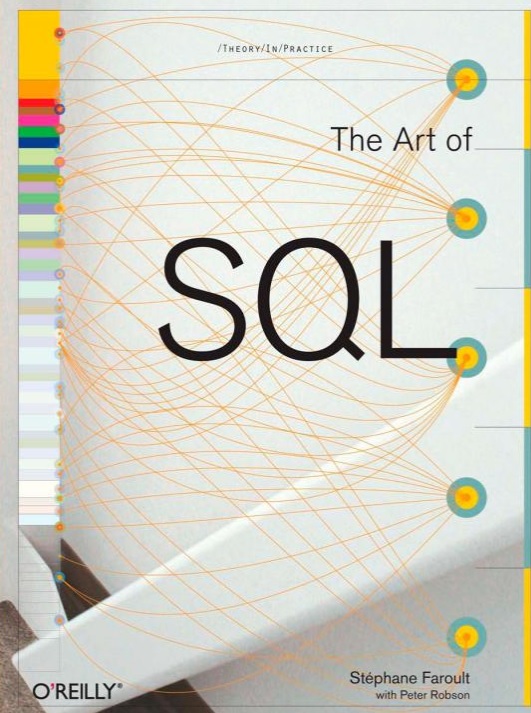 /THEORY/IN/PRACTICE
The Art of
SQL
Stéphane Faroult
with Peter Robson
O'REILLY®